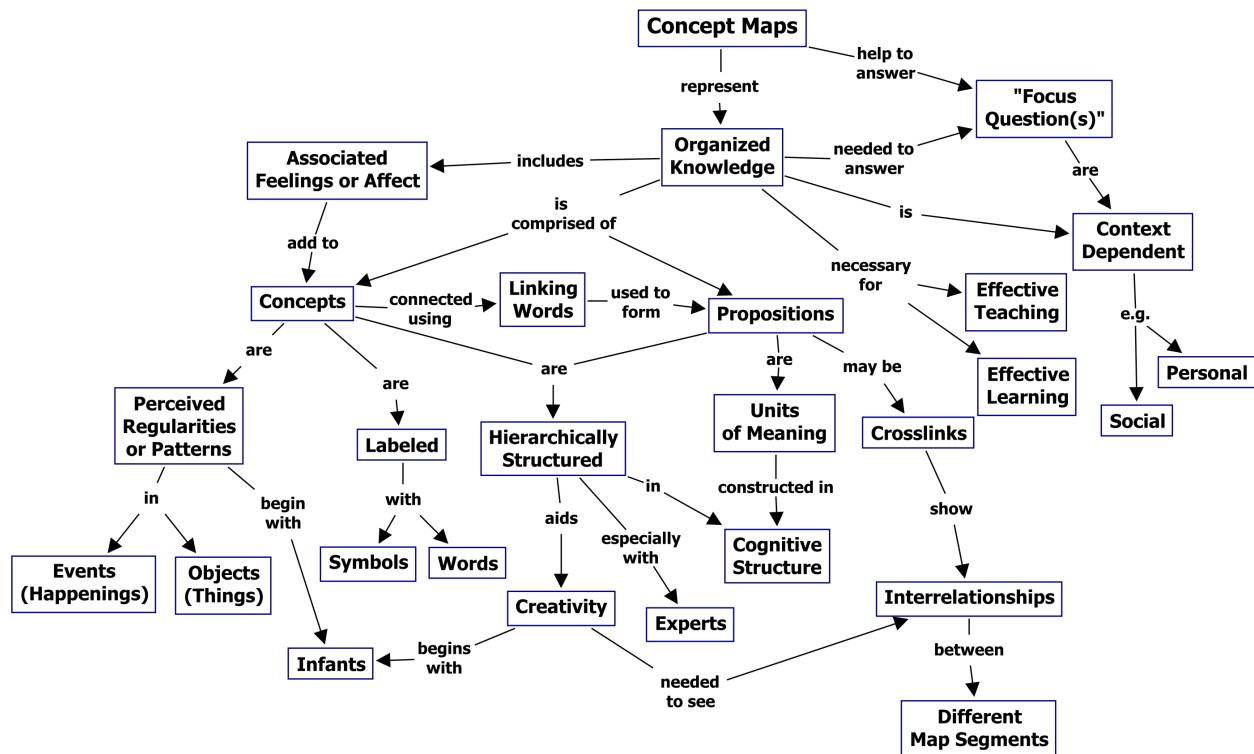 Concept Maps
help to
answer
represent
"Focus
Question(s)"
Organized
Knowledge
needed to
answer
includes
Associated
Feelings or Affect
are
is
comprised of
is
Context
Dependent
add to
necessary
for
Concepts
connected
using
Linking
Words
used to
form
Propositions
Effective
Teaching
e.g.
are
are
are
are
may be
Effective
Learning
Personal
Social
Perceived
Regularities
or Patterns
Labeled
Hierarchically
Structured
Units
of Meaning
Crosslinks
in
begin
with
with
aids
in
constructed in
show
especially
with
Events
(Happenings)
Objects
(Things)
Symbols
Words
Cognitive
Structure
Creativity
Experts
Interrelationships
Infants
begins
with
needed
to see
between
Different
Map Segments